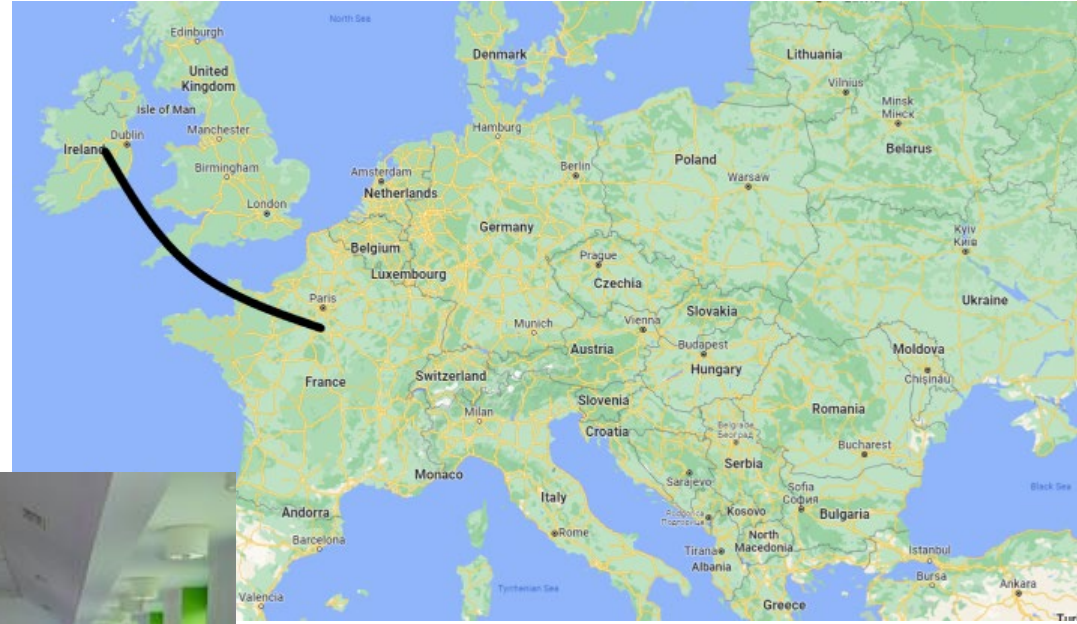 North Sea
Edinburgh
Denmark
United
Kingdom
Lithuania
Vilnius
Isle of Man
Minsk
Мінск
Dublin
Manchester
Hamburg
Ireland
Belarus
Poland
Birmingham
Berlin
Amsterdam
Warsaw
Netherlands
London
Germany
Kyiv
Київ
Belgium
Prague
Luxembourg
Czechia
Paris
Ukraine
Slovakia
Munich
Vienna
Budapest
Moldova
Austria
Hungary
Switzerland
Chișinău
France
Slovenia
Romania
Milan
Croatia
Belgrade
Београд
Bucharest
Serbia
Monaco
Sarajevo
Sofia
София
Italy
Black Sea
Andorra
Podgorica
Подгорица
Kosovo
Bulgaria
Rome
North
Macedonia
Barcelona
Tirana
Albania
Istanbul
Bursa
Ankara
Tyrrhenian Sea
Valencia
Greece